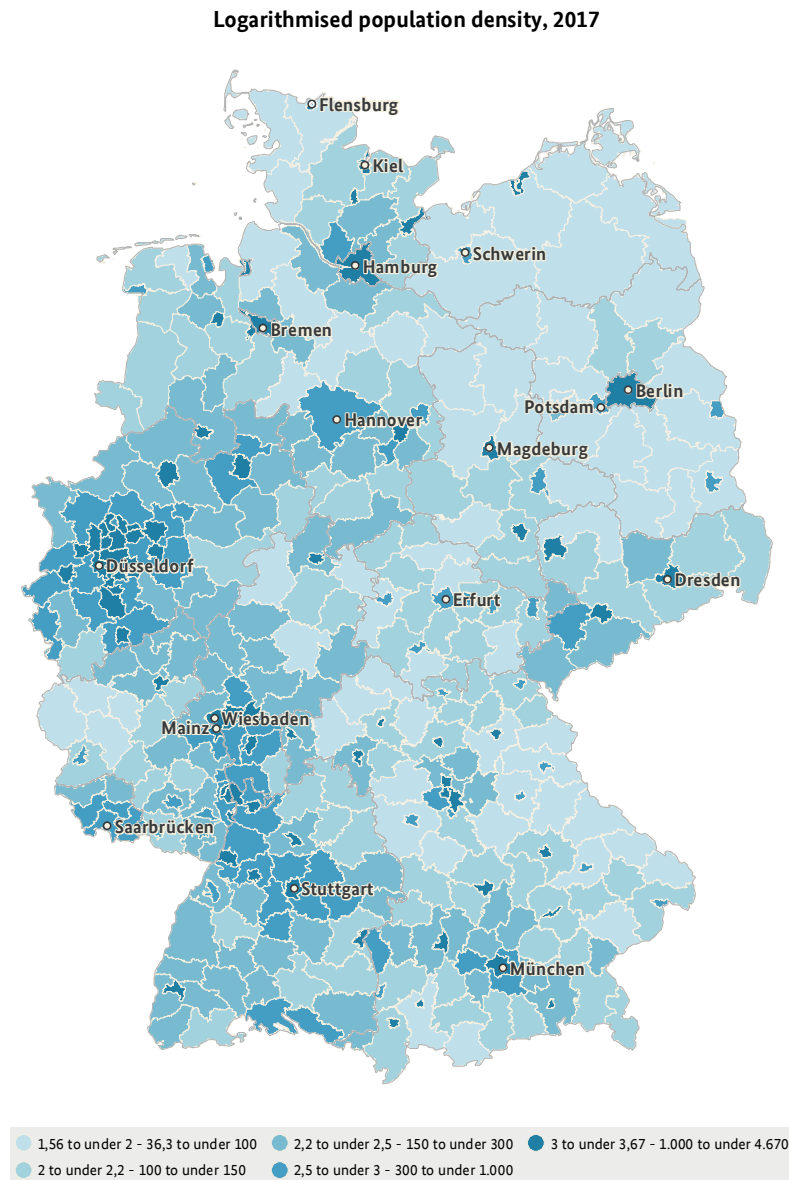 Logarithmised population density, 2017
Flensburg
Kiel
Schwerin
Hamburg
Bremen
Berlin
Potsdam
Hannover
Magdeburg
Düsseldorf
Dresden
Erfurt
Wiesbaden
Mainz
Saarbrücken
Stuttgart
München
1,56 to under 2 - 36,3 to under 100
2,2 to under 2,5 - 150 to under 300
3 to under 3,67 - 1.000 to under 4.670
2 to under 2,2 - 100 to under 150
2,5 to under 3 - 300 to under 1.000